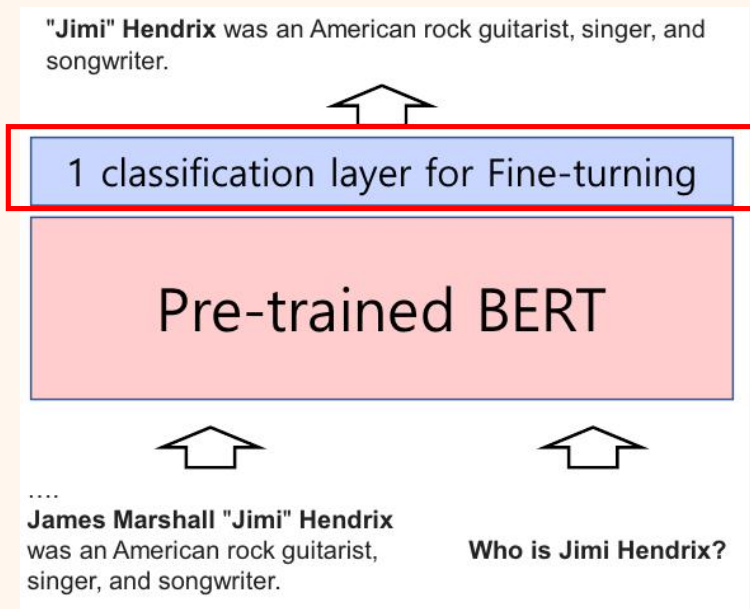 "Jimi" Hendrix was an American rock guitarist, singer, and
songwriter.
1 classification layer for Fine-turning
Pre-trained BERT
....
James Marshall "Jimi" Hendrix
was an American rock guitarist,
singer, and songwriter.
Who is Jimi Hendrix?